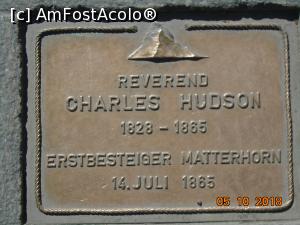 [c] AmFostAcolo®
REVEREND
CHARLES HUDSON
1828 - 1865
ERSTBESTEIGER MATTERHORN
14. JULI 1865
05 10 2018